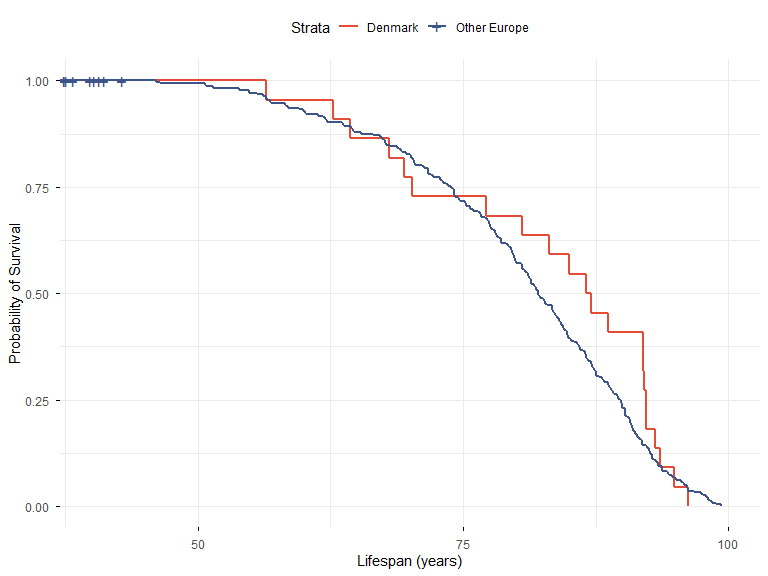 Strata Denmark Other Europe
1.00
0.75
0.50
0.25
0.00
Probability of Survival
50 75 100
Lifespan (years)